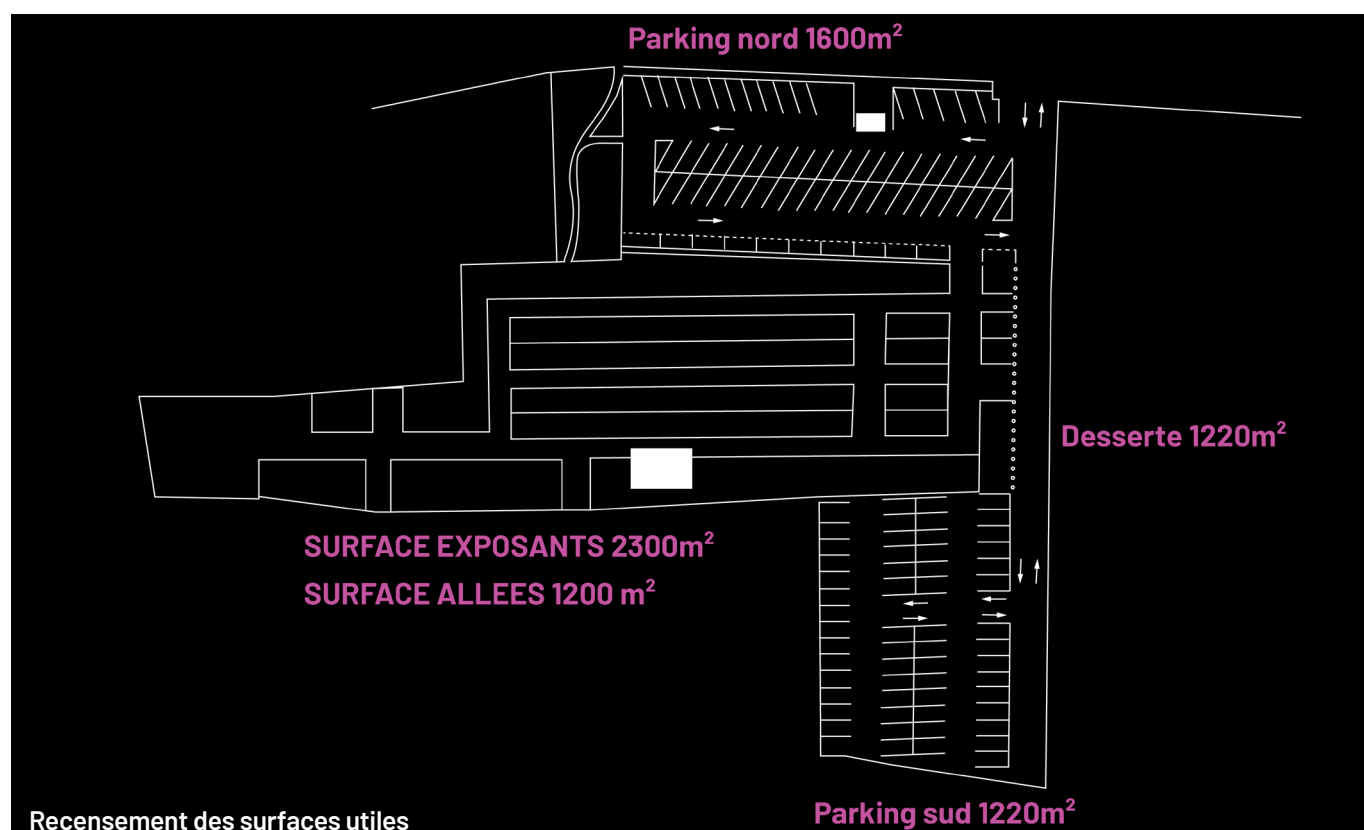 Parking nord 1600m²
Desserte 1220m²
SURFACE EXPOSANTS 2300m²
SURFACE ALLEES 1200 m²
Parking sud 1220m²
Recensement des surfaces utiles